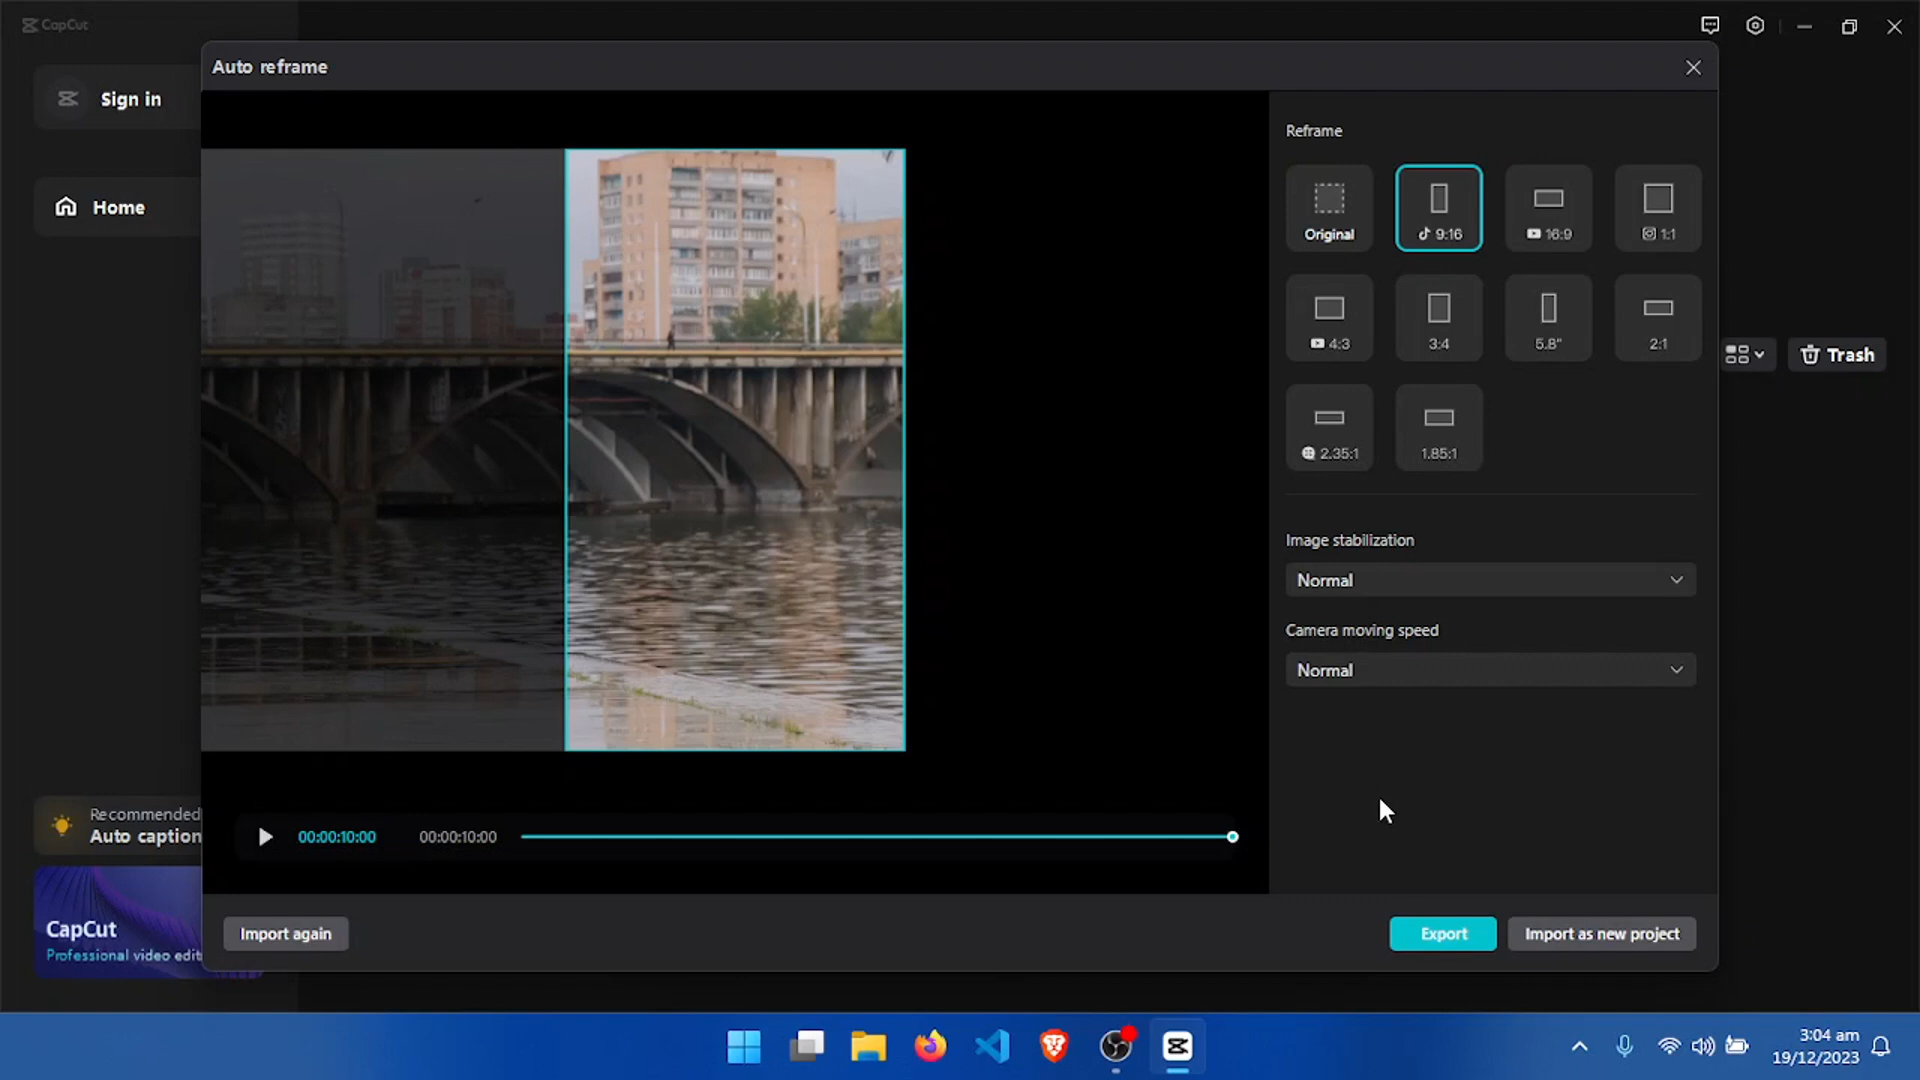 CapCut
Auto reframe
Sign in
Home
Reframe
Original
9:16
16:9
1:1
4:3
3:4
5.8"
2:1
2.35:1
1.85:1
Trash
Image stabilization
Normal
Camera moving speed
Normal
Recommended
Auto caption
00:00:10:00
00:00:10:00
CapCut
Professional video edit
Import again
Export
Import as new project
3:04 am
19/12/2023